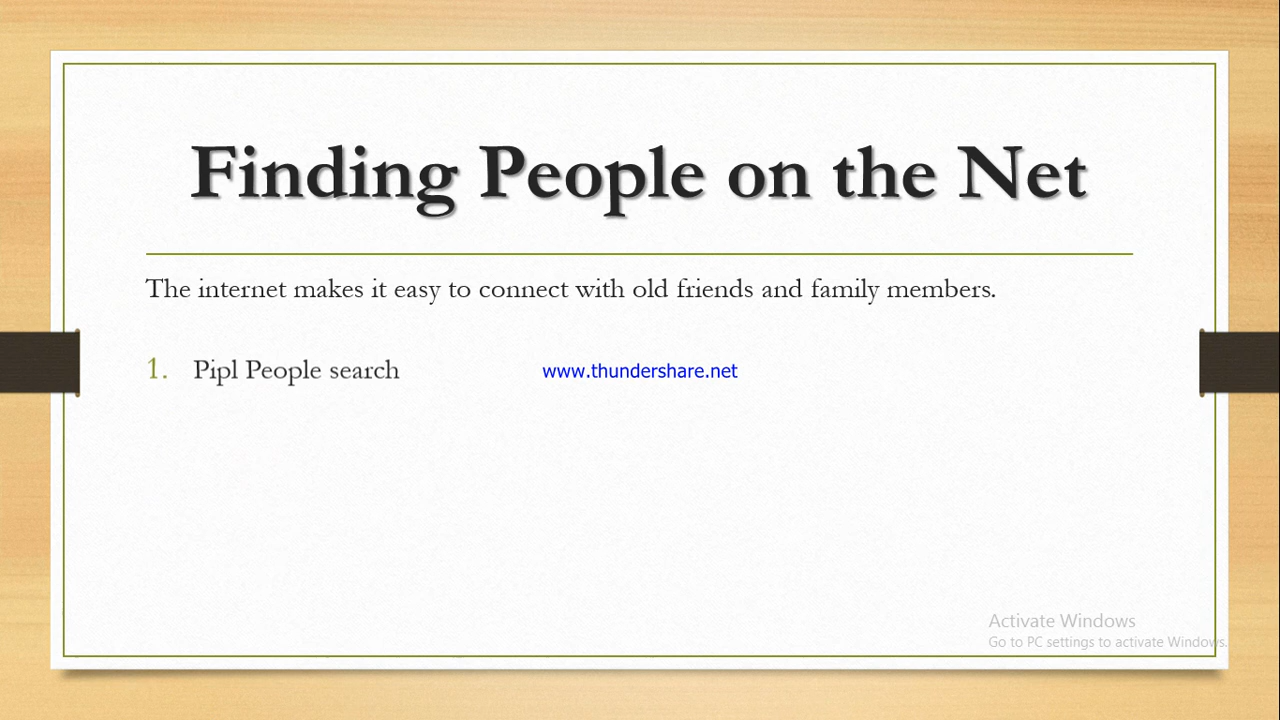 Finding People on the Net
The internet makes it easy to connect with old friends and family members.
1. Pipl People search
www.thundershare.net
Activate Windows
Go to PC settings to activate Windows.